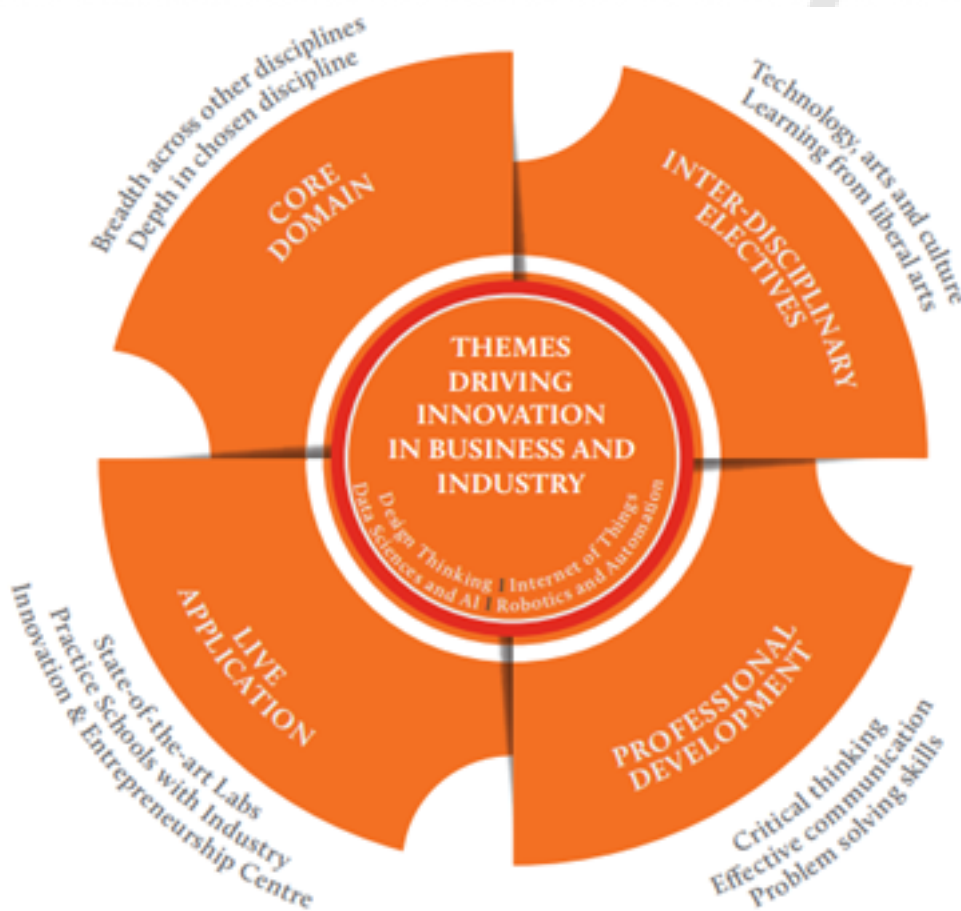 Breadth across other disciplines
Depth in chosen discipline
CORE
DOMAIN
Technology, arts and culture
Learning from liberal arts
INTER-DISCIPLINARY
ELECTIVES
THEMES
DRIVING
INNOVATION
IN BUSINESS AND
INDUSTRY
Design Thinking | Internet of Things
Data Sciences and AI | Robotics and Automation
LIVE
APPLICATION
State-of-the-art Labs
Practice Schools with Industry
Innovation & Entrepreneurship Centre
PROFESSIONAL
DEVELOPMENT
Critical thinking
Effective communication
Problem solving skills